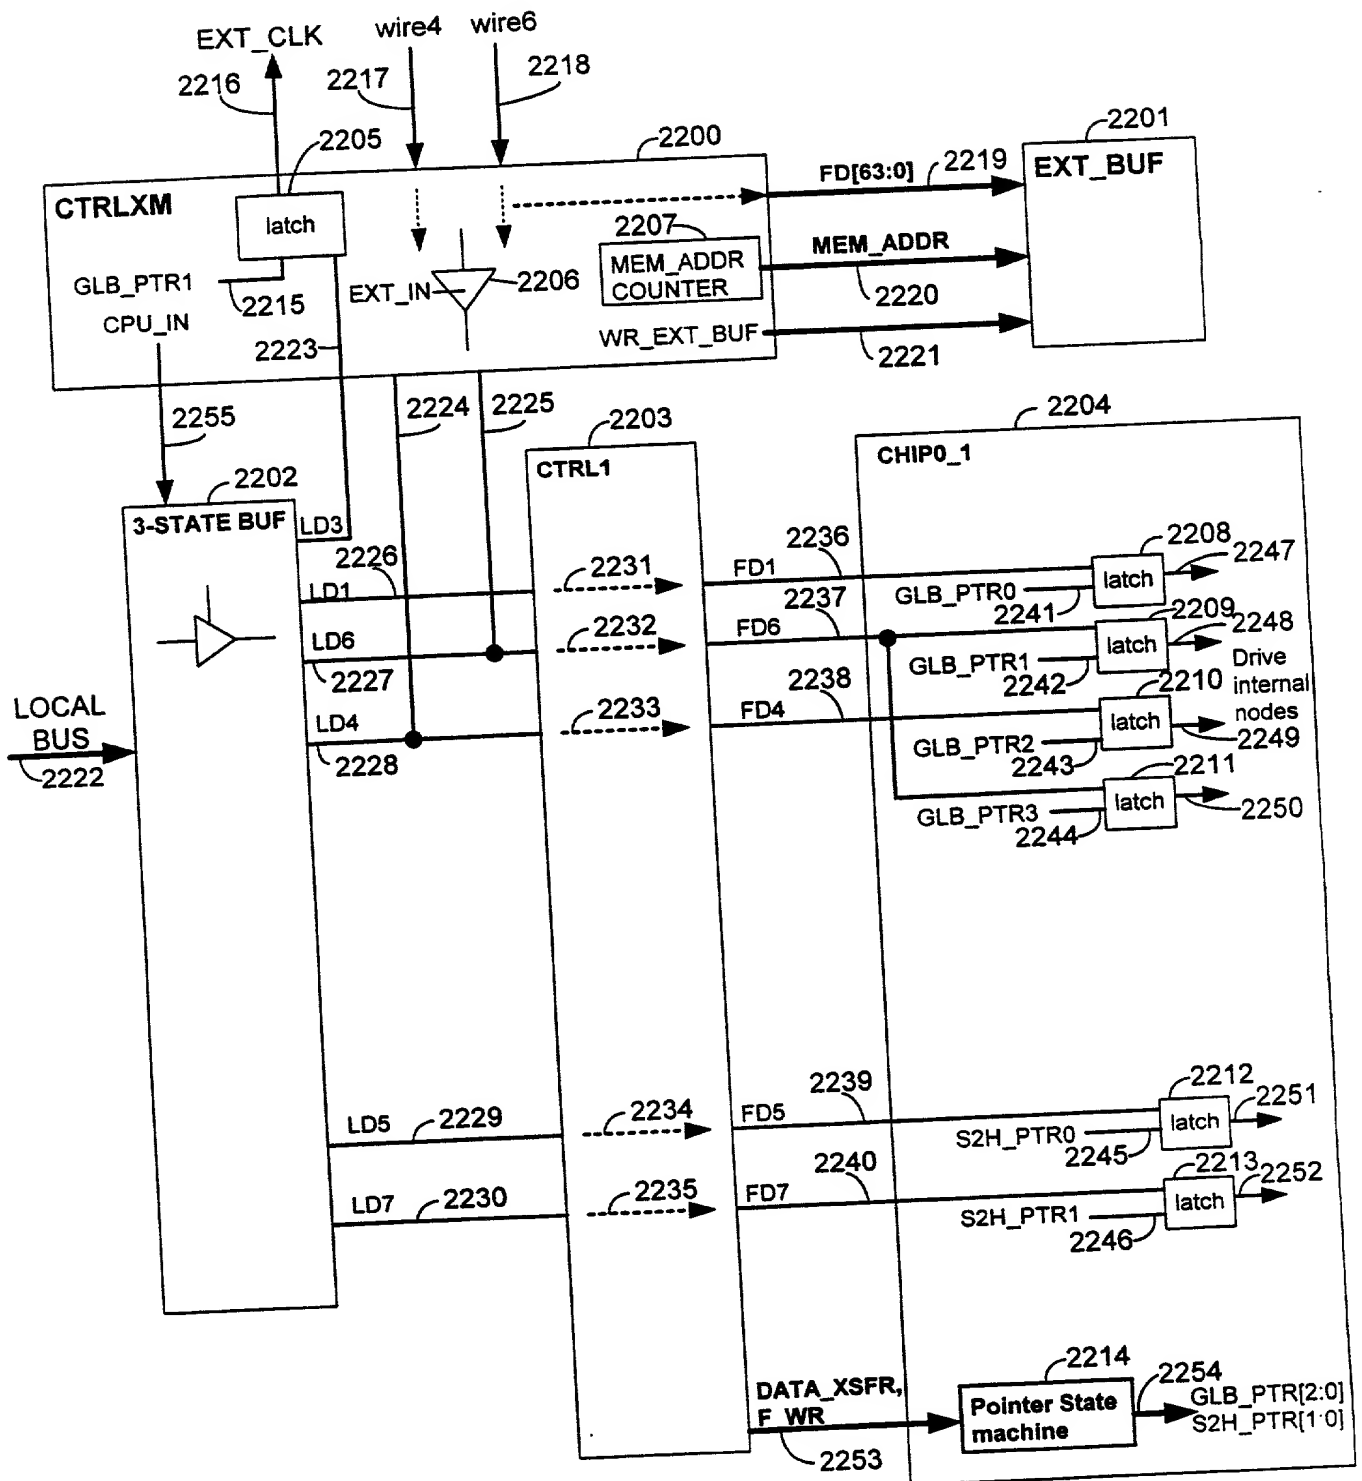 EXT_CLK
wire4
wire6
2216
2217
2218
2205
2200
2201
CTRLXM
latch
FD[63:0]
2219
EXT_BUF
2207
MEM_ADDR
COUNTER
MEM_ADDR
2220
GLB_PTR1
2215
EXT_IN
2206
CPU_IN
2223
WR_EXT_BUF
2221
2255
2224
2225
2203
2204
2202
CTRL1
CHIP0_1
3-STATE BUF
LD3
2226
2231
FD1
2236
2208
2247
LD1
GLB_PTR0
2241
latch
2237
2209
LD6
2232
FD6
2248
2227
GLB_PTR1
2242
latch
Drive
internal
nodes
2238
2210
LOCAL
BUS
LD4
2233
FD4
latch
2222
2228
GLB_PTR2
2243
2249
2211
GLB_PTR3
2244
latch
2250
2239
2212
LD5
2229
2234
FD5
2251
S2H_PTR0
2245
latch
2240
2213
LD7
2230
2235
FD7
2252
S2H_PTR1
2246
latch
2214
2254
DATA_XSFR,
F_WR
2253
Pointer State
machine
GLB_PTR[2:0]
S2H_PTR[1:0]